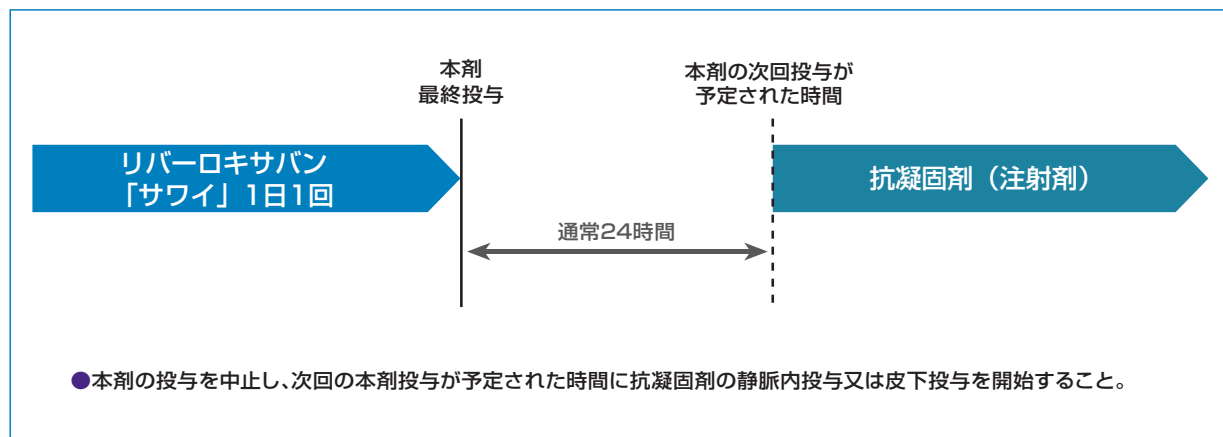 本剤
最終投与
本剤の次回投与が
予定された時間
リバーロキサバン
「サワイ」1日1回
抗凝固剤（注射剤）
通常24時間
●本剤の投与を中止し、次回の本剤投与が予定された時間に抗凝固剤の静脈内投与又は皮下投与を開始すること。